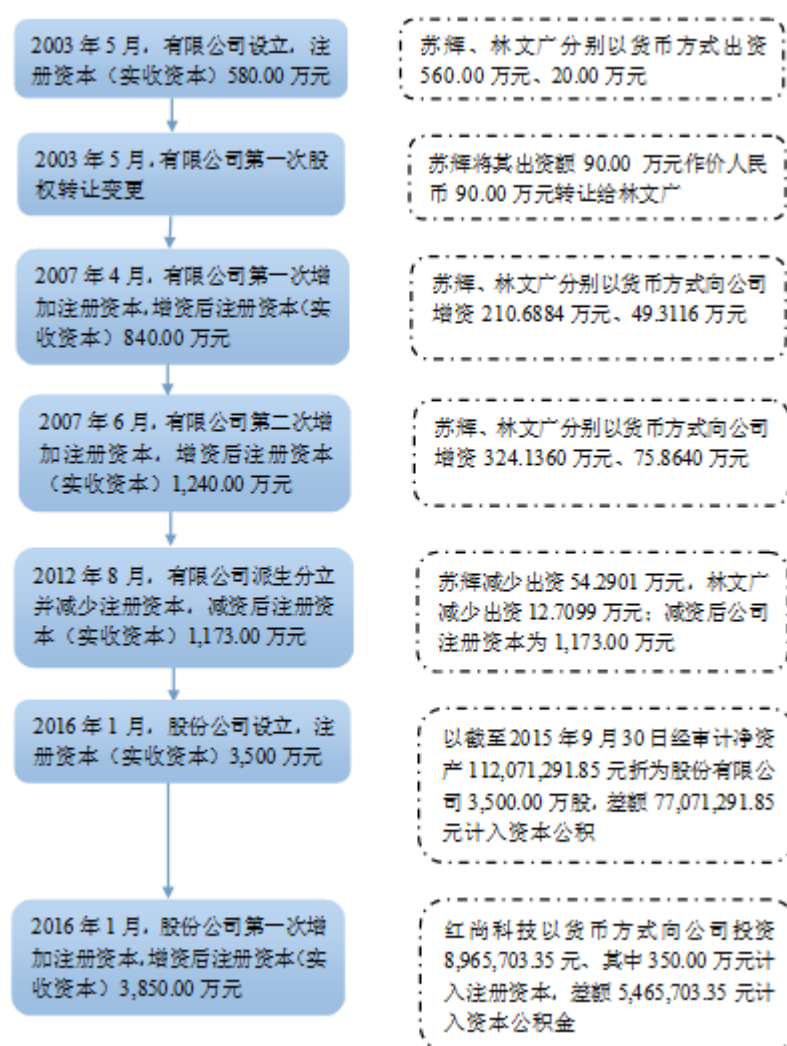 2003 年 5 月，有限公司设立，注
册资本（实收资本）580.00 万元
苏辉、林文广分别以货币方式出资
560.00 万元、20.00 万元
2003 年 5 月，有限公司第一次股
权转让变更
苏辉将其出资额 90.00 万元作价人民
币 90.00 万元转让给林文广
2007 年 4 月，有限公司第一次增
加注册资本，增资后注册资本（实
收资本）840.00 万元
苏辉、林文广分别以货币方式向公司
增资 210.6884 万元、49.3116 万元
2007 年 6 月，有限公司第二次增
加注册资本，增资后注册资本
（实收资本）1,240.00 万元
苏辉、林文广分别以货币方式向公司
增资 324.1360 万元、75.8640 万元
2012 年 8 月，有限公司派生分立
并减少注册资本，减资后注册资
本（实收资本）1,173.00 万元
苏辉减少出资 54.2901 万元，林文广
减少出资 12.7099 万元；减资后公司
注册资本为 1,173.00 万元
2016 年 1 月，股份公司设立，注
册资本（实收资本）3,500 万元
以截至2015 年 9 月 30 日经审计净资
产 112,071,291.85 元折为股份有限公
司 3,500.00 万股，差额 77,071,291.85
元计入资本公积
2016 年 1 月，股份公司第一次增
加注册资本，增资后注册资本（实
收资本）3,850.00 万元
红尚科技以货币方式向公司投资
8,965,703.35 元、其中 350.00 万元计
入注册资本，差额 5,465,703.35 元计
入资本公积金